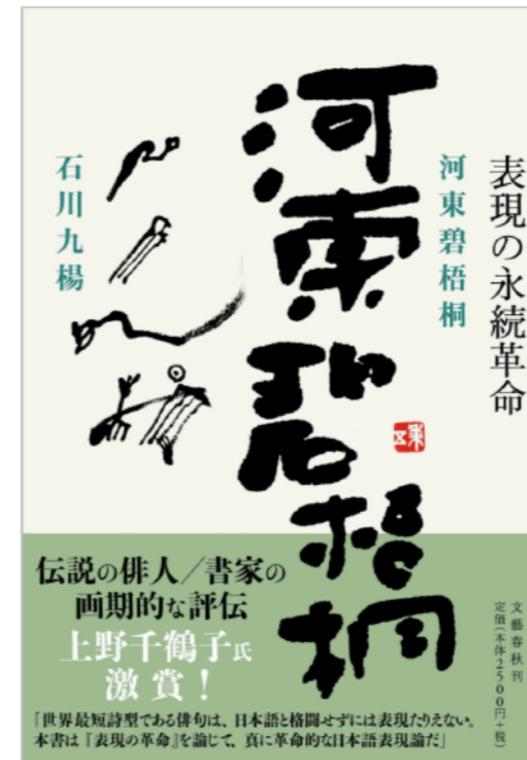 表現の永続革命
河東碧梧桐
河東碧梧桐
石川九楊
文藝春秋刊
定価(本体2500円+税)
伝説の俳人/書家の
画期的な評伝
上野千鶴子氏
激賞!
「世界最短詩型である俳句は、日本語と格闘せずには表現たりえない。
本書は『表現の革命』を論じて、真に革命的な日本語表現論だ」